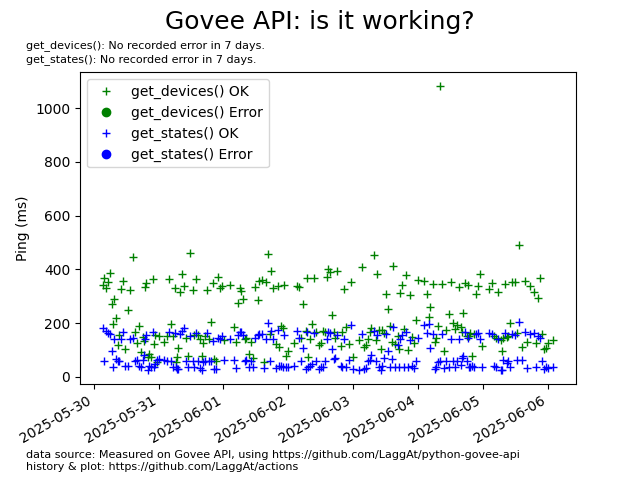 Govee API: is it working?
get_devices(): No recorded error in 7 days.
get_states(): No recorded error in 7 days.
get_devices() OK
get_devices() Error
get_states() OK
get_states() Error
Ping (ms)
1000
800
600
400
200
0
2025-05-30
2025-05-31
2025-06-01
2025-06-02
2025-06-03
2025-06-04
2025-06-05
2025-06-06
data source: Measured on Govee API, using https://github.com/LaggAt/python-govee-api
history & plot: https://github.com/LaggAt/actions